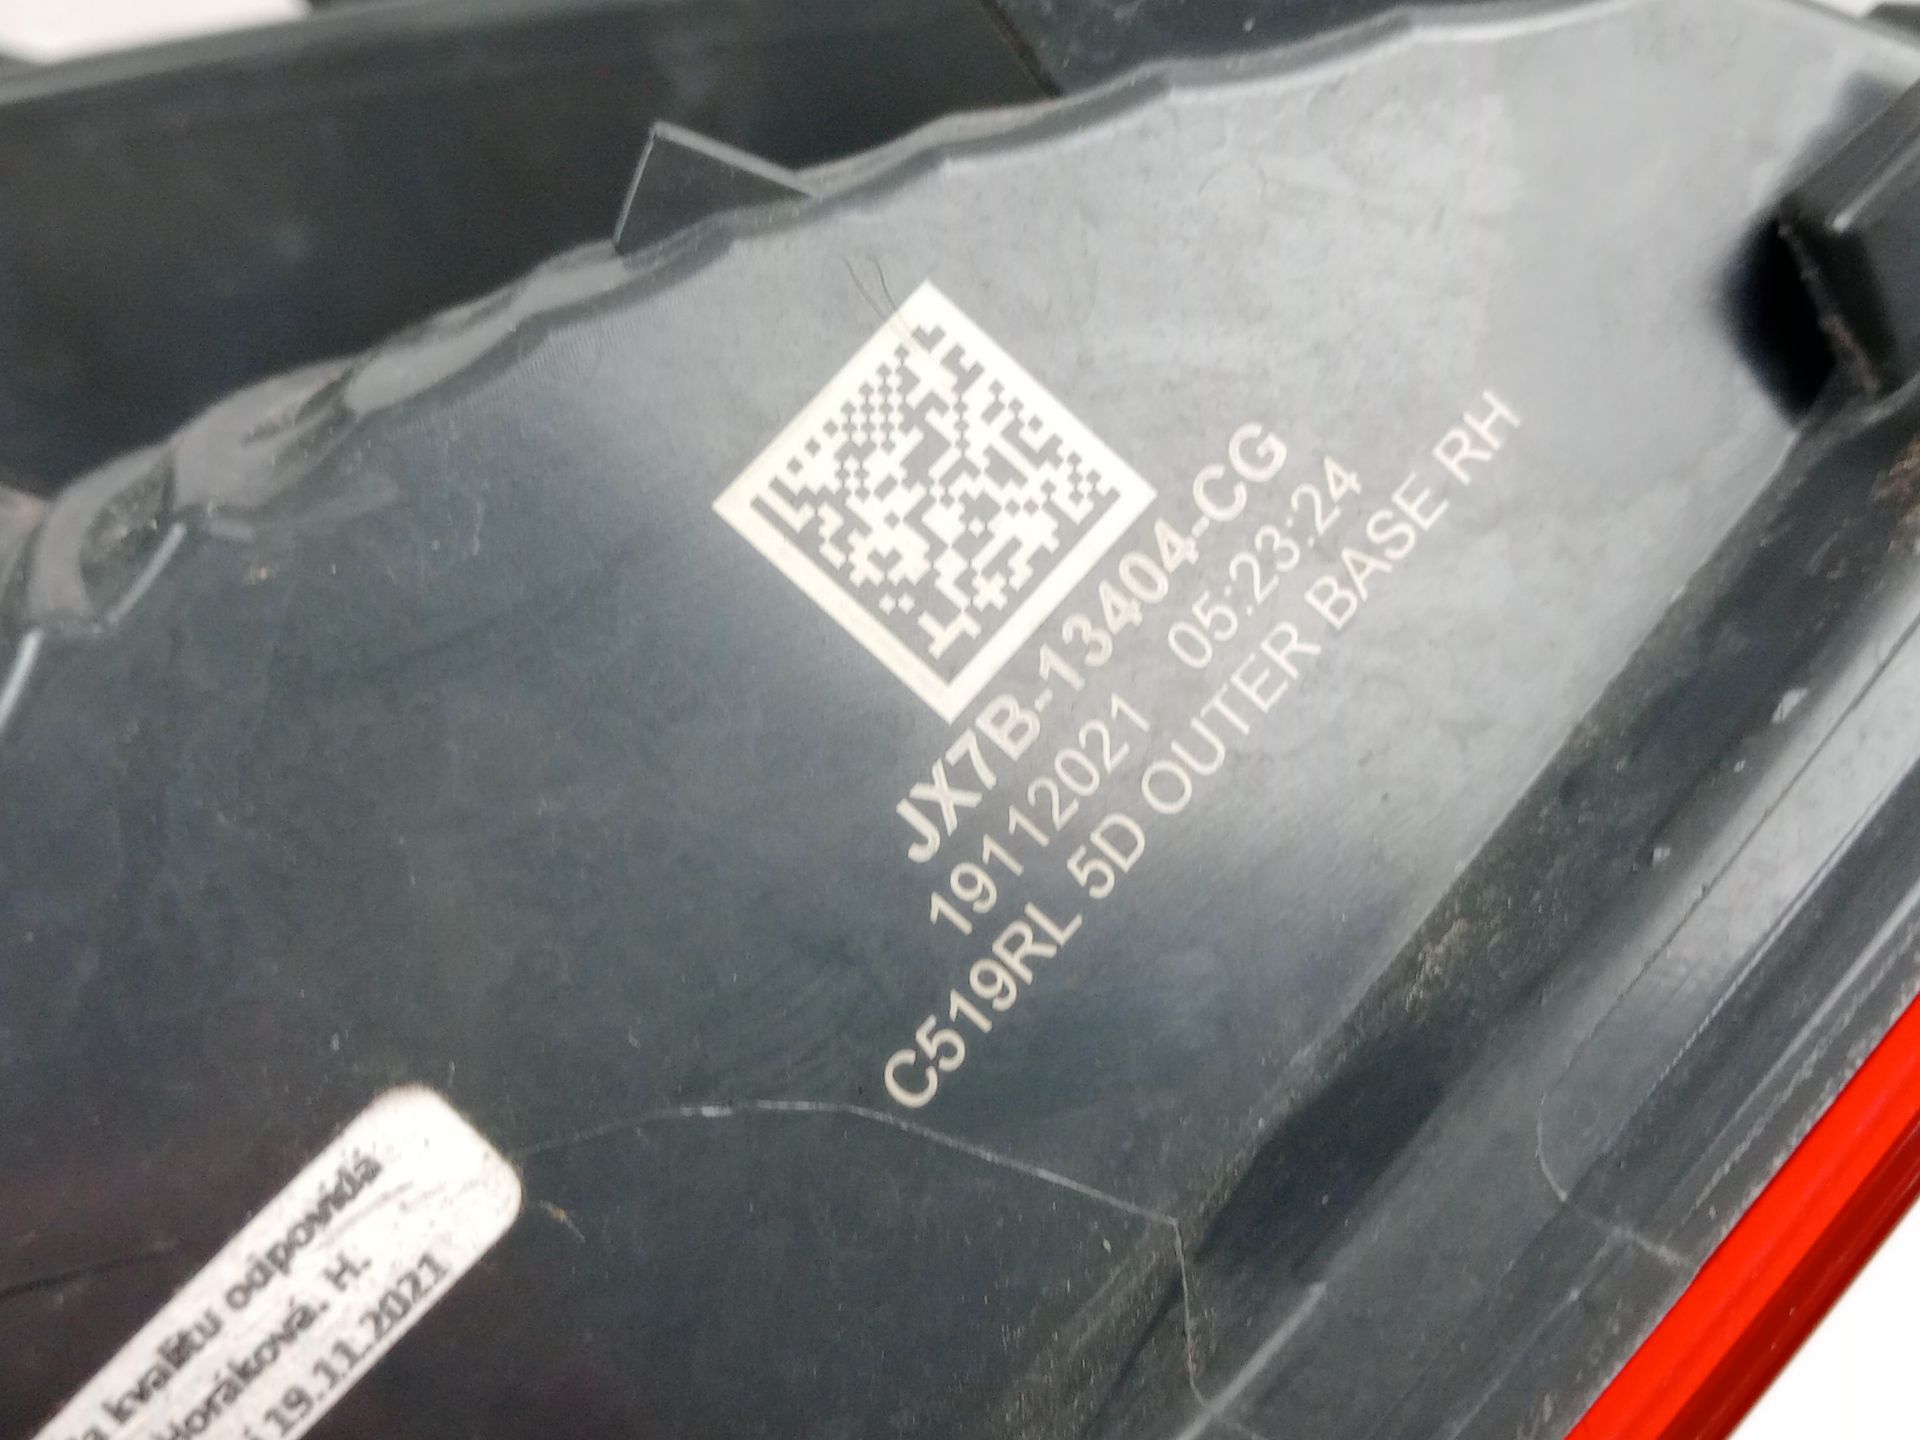 JX7B-13404-CG
19112021 05:23:24
C519RL 5D OUTER BASE RH
kvalitu odpovídá
Horáková. H.
19.11.2021